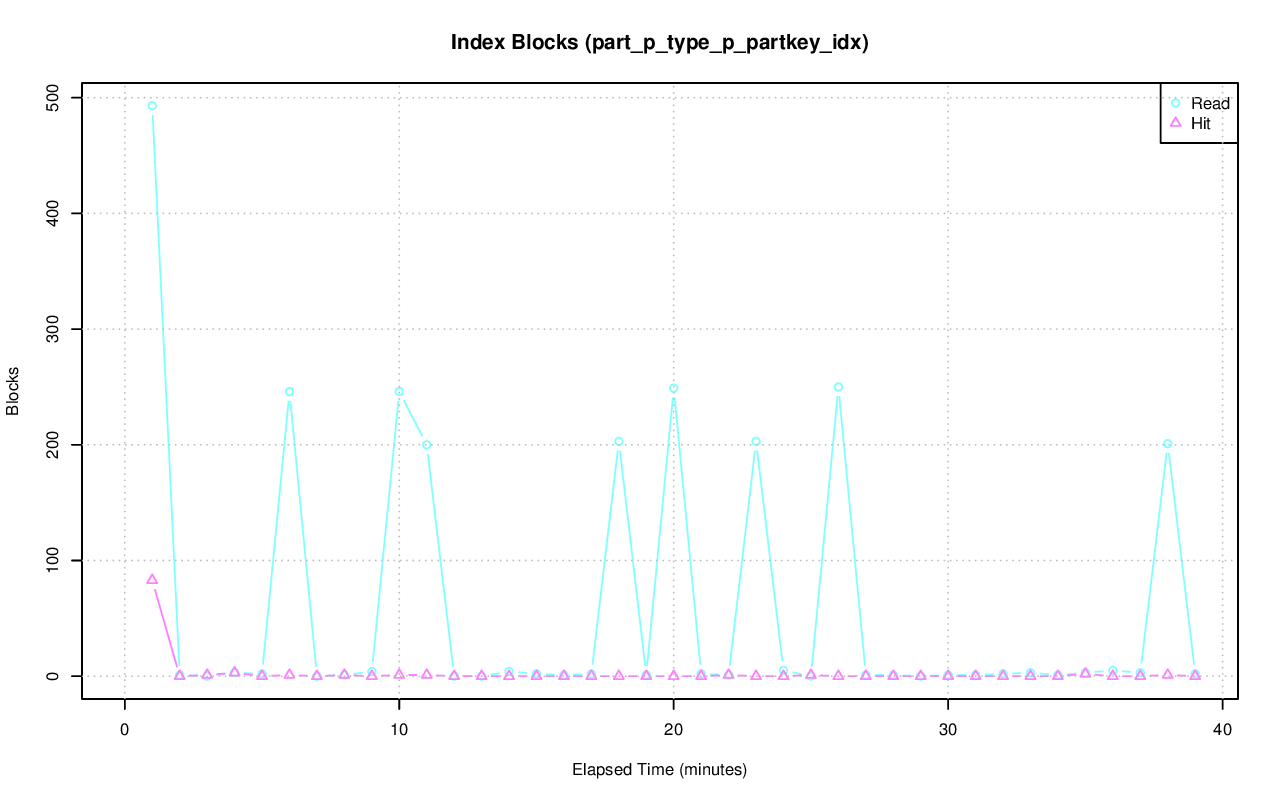 Index Blocks (part_p_type_p_partkey_idx)
Read
Hit
500
400
300
200
100
0
Blocks
0 10 20 30 40
Elapsed Time (minutes)